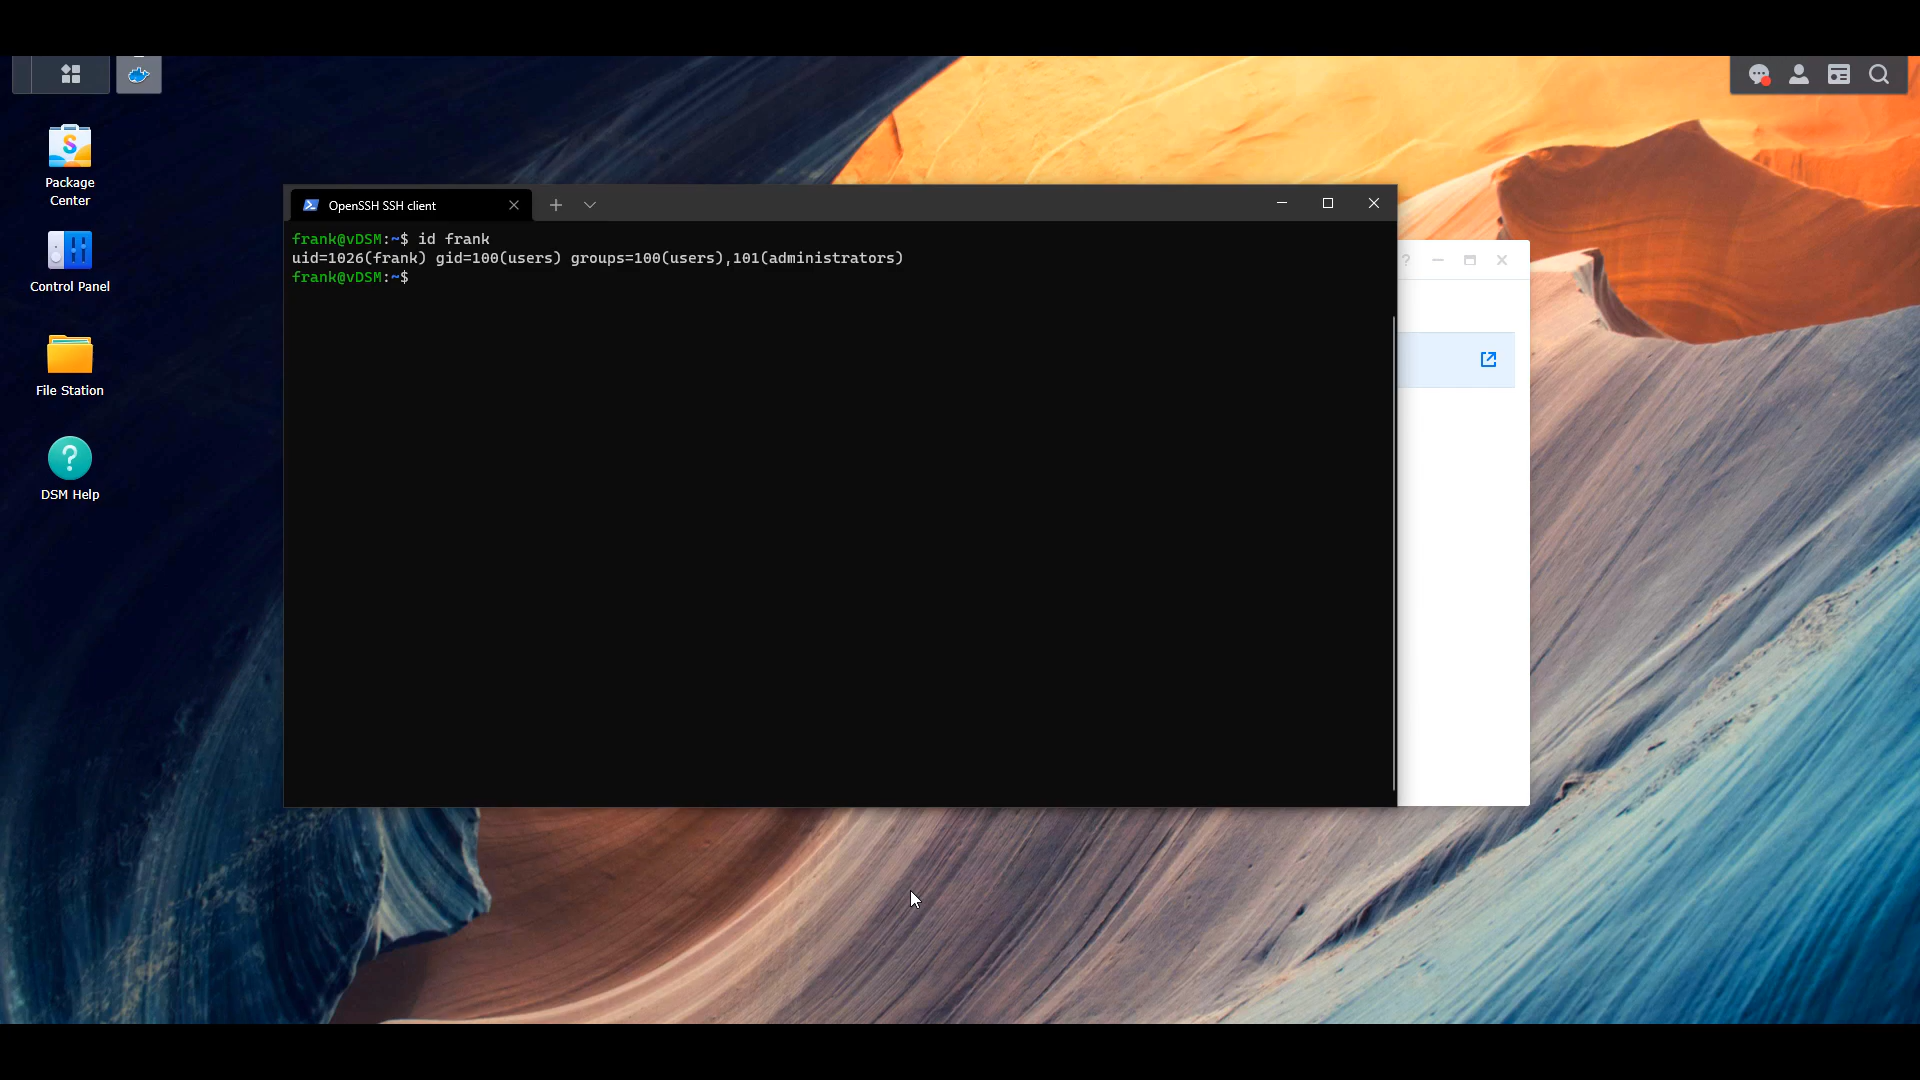 Package
Center
Control Panel
File Station
DSM Help
OpenSSH SSH client
frank@vDSM:~$ id frank
uid=1026(frank) gid=100(users) groups=100(users),101(administrators)
frank@vDSM:~$